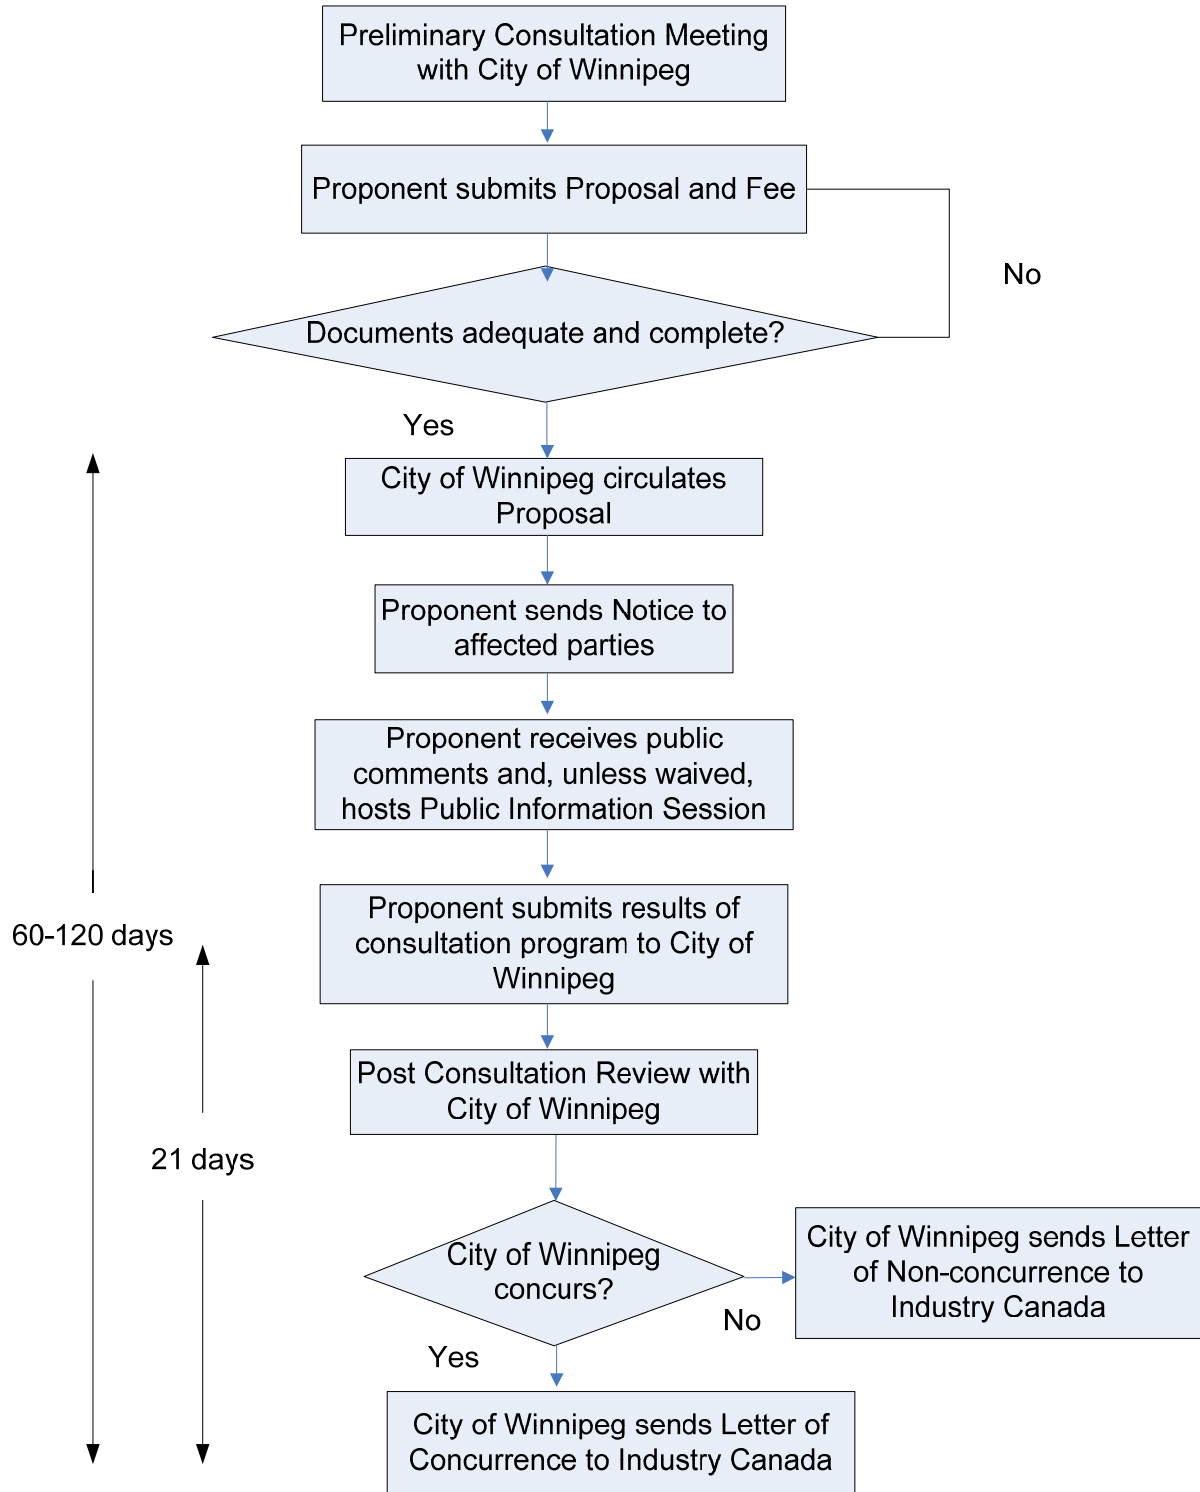 Preliminary Consultation Meeting
with City of Winnipeg
Proponent submits Proposal and Fee
No
Documents adequate and complete?
Yes
City of Winnipeg circulates
Proposal
Proponent sends Notice to
affected parties
Proponent receives public
comments and, unless waived,
hosts Public Information Session
Proponent submits results of
consultation program to City of
Winnipeg
60-120 days
Post Consultation Review with
City of Winnipeg
21 days
City of Winnipeg
concurs?
No
City of Winnipeg sends Letter
of Non-concurrence to
Industry Canada
Yes
City of Winnipeg sends Letter of
Concurrence to Industry Canada